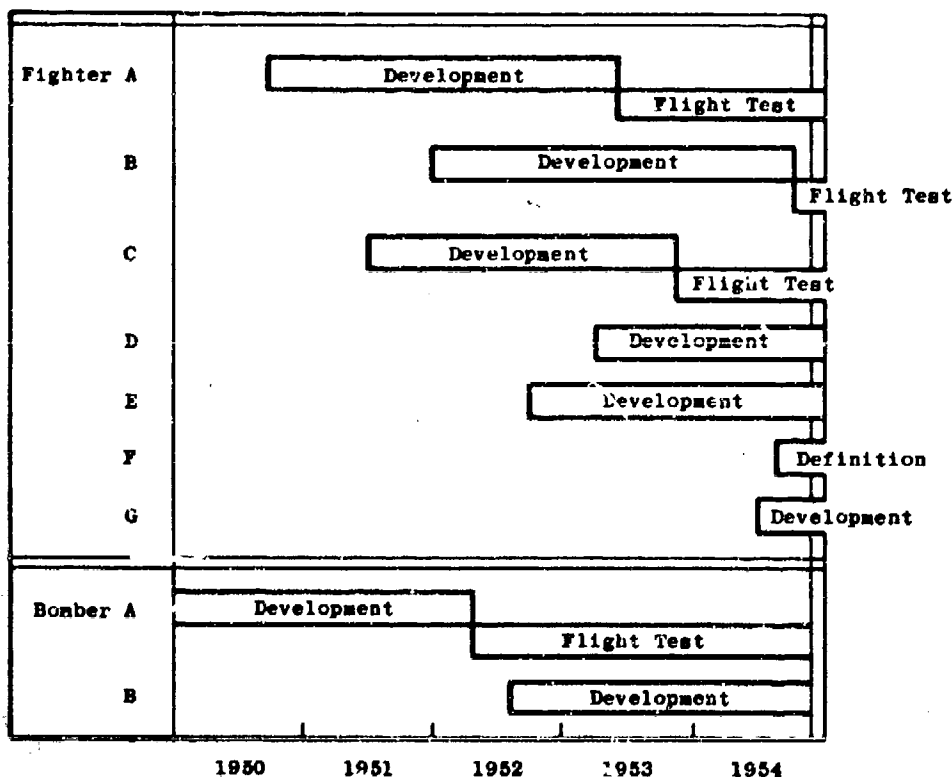 Fighter A Development
Flight Test
B Development
Flight Test
C Development
Flight Test
D Development
E Development
F Definition
G Development
Bomber A Development
Flight Test
B Development
1950 1951 1952 1953 1954